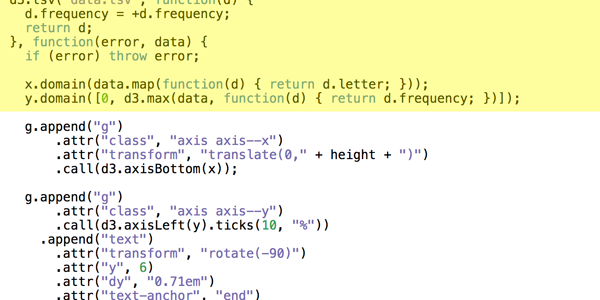 d3.tsv("data.tsv", function(d) {
d.frequency = +d.frequency;
return d;
}, function(error, data) {
if (error) throw error;
x.domain(data.map(function(d) { return d.letter; }));
y.domain([0, d3.max(data, function(d) { return d.frequency; })]);
g.append("g")
.attr("class", "axis axis--x")
.attr("transform", "translate(0," + height + ")")
.call(d3.axisBottom(x));
g.append("g")
.attr("class", "axis axis--y")
.call(d3.axisLeft(y).ticks(10, "%"))
.append("text")
.attr("transform", "rotate(-90)")
.attr("y", 6)
.attr("dy", "0.71em")
.attr("text-anchor", "end")